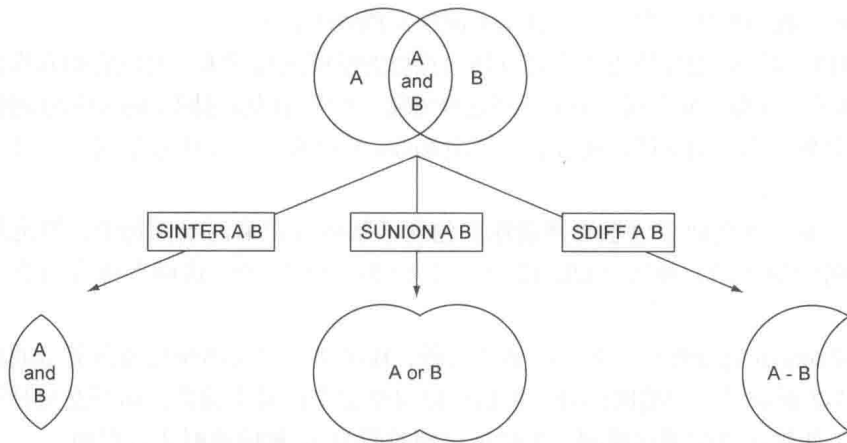 A
A
and
B
B
SINTER A B
SUNION A B
SDIFF A B
A
and
B
A or B
A - B